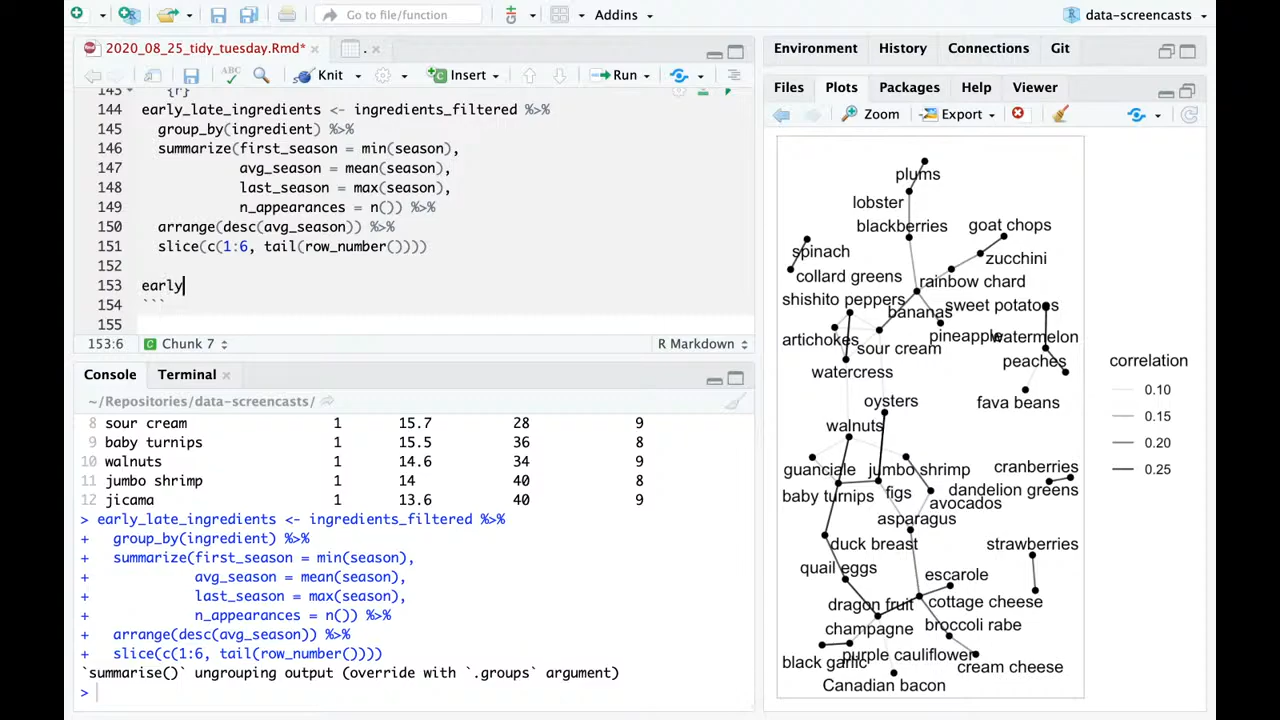 Go to file/function
Addins
data-screencasts
2020_08_25_tidy_tuesday.Rmd*
.
ABC
Knit
Insert
Run
143 {r}
144 early_late_ingredients <- ingredients_filtered %>%
145 group_by(ingredient) %>%
146 summarize(first_season = min(season),
147 avg_season = mean(season),
148 last_season = max(season),
149 n_appearances = n()) %>%
150 arrange(desc(avg_season)) %>%
151 slice(c(1:6, tail(row_number())))
152
153 early
154 ```
155
153:6 Chunk 7 R Markdown
Console Terminal
~/Repositories/data-screencasts/
8 sour cream 1 15.7 28 9
9 baby turnips 1 15.5 36 8
10 walnuts 1 14.6 34 9
11 jumbo shrimp 1 14 40 8
12 jicama 1 13.6 40 9
> early_late_ingredients <- ingredients_filtered %>%
+ group_by(ingredient) %>%
+ summarize(first_season = min(season),
+ avg_season = mean(season),
+ last_season = max(season),
+ n_appearances = n()) %>%
+ arrange(desc(avg_season)) %>%
+ slice(c(1:6, tail(row_number())))
`summarise()` ungrouping output (override with `.groups` argument)
>
Environment History Connections Git
Files Plots Packages Help Viewer
Zoom Export
plums
lobster
blackberries
goat chops
spinach
zucchini
collard greens
rainbow chard
shishito peppers
bananas
sweet potatoes
artichokes
pineapple
watermelon
sour cream
peaches
watercress
oysters
fava beans
walnuts
guanciale
jumbo shrimp
cranberries
baby turnips
figs
dandelion greens
avocados
asparagus
duck breast
strawberries
quail eggs
escarole
dragon fruit
cottage cheese
champagne
broccoli rabe
black garlic
purple cauliflower
cream cheese
Canadian bacon
correlation
0.10
0.15
0.20
0.25